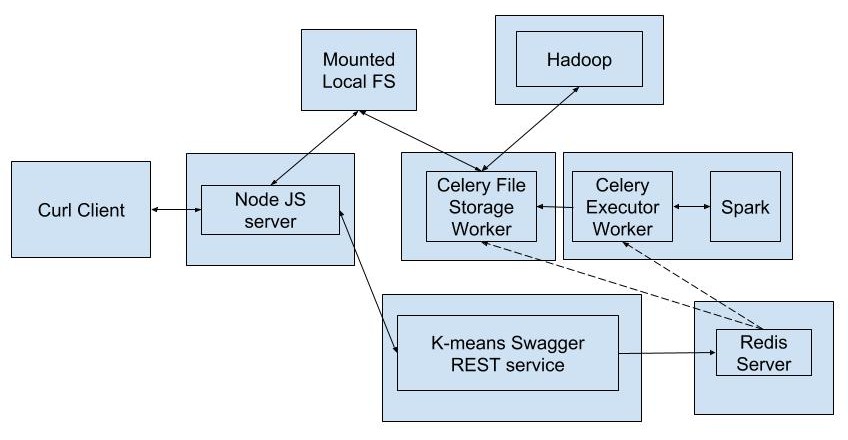 Mounted
Local FS
Hadoop
Curl Client
Node JS
server
Celery File
Storage
Worker
Celery
Executor
Worker
Spark
K-means Swagger
REST service
Redis
Server